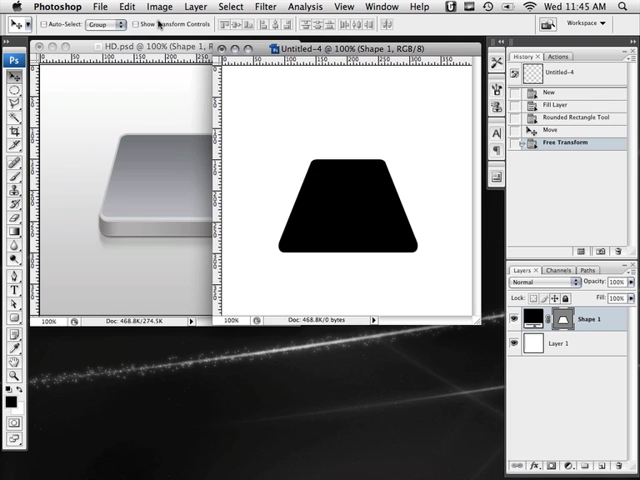 Photoshop File Edit Image Layer Select Filter Analysis View Window Help Wed 11:45 AM
Auto-Select: Group Show Transform Controls Workspace
HD.psd @ 100% (Shape 1, R
Untitled-4 @ 100% (Shape 1, RGB/8)
Ps
History Actions
Untitled-4
New
Fill Layer
Rounded Rectangle Tool
Move
Free Transform
Layers Channels Paths
Normal Opacity: 100%
Lock: Fill: 100%
Shape 1
Layer 1
100% Doc: 468.8K/274.5K
100% Doc: 468.8K/0 bytes